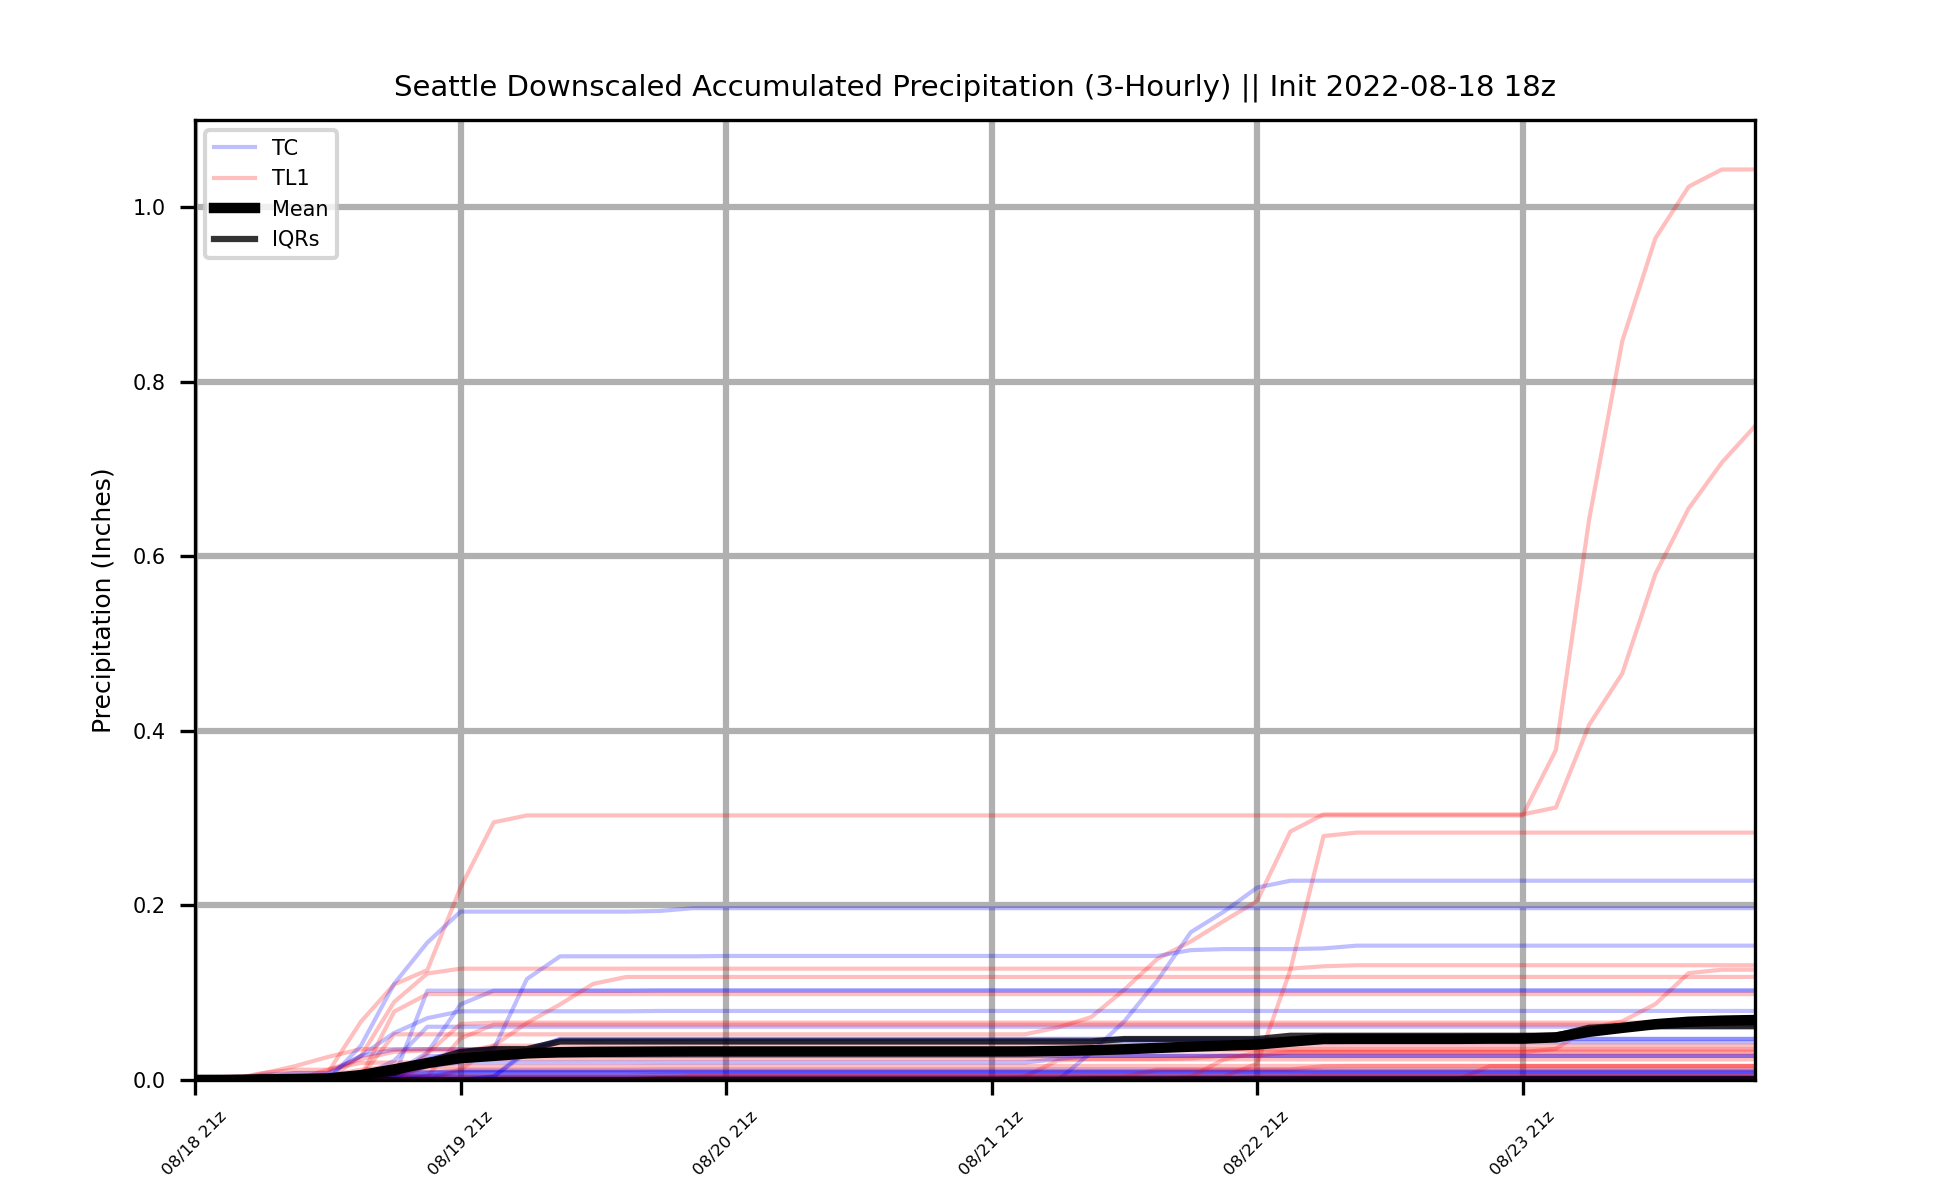 Seattle Downscaled Accumulated Precipitation (3-Hourly) || Init 2022-08-18 18z
TC
TL1
Mean
IQRs
Precipitation (Inches)
1.0
0.8
0.6
0.4
0.2
0.0
08/18 21z
08/19 21z
08/20 21z
08/21 21z
08/22 21z
08/23 21z